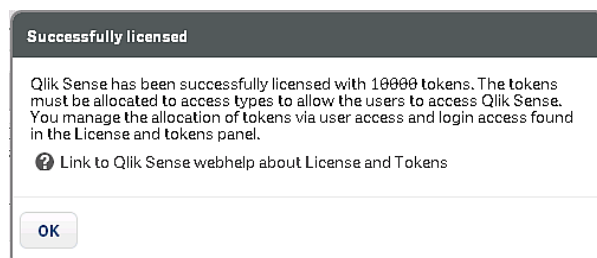 Successfully licensed
Qlik Sense has been successfully licensed with 10000 tokens. The tokens
must be allocated to access types to allow the users to access Qlik Sense.
You manage the allocation of tokens via user access and login access found
in the License and tokens panel.
? Link to Qlik Sense webhelp about License and Tokens
OK